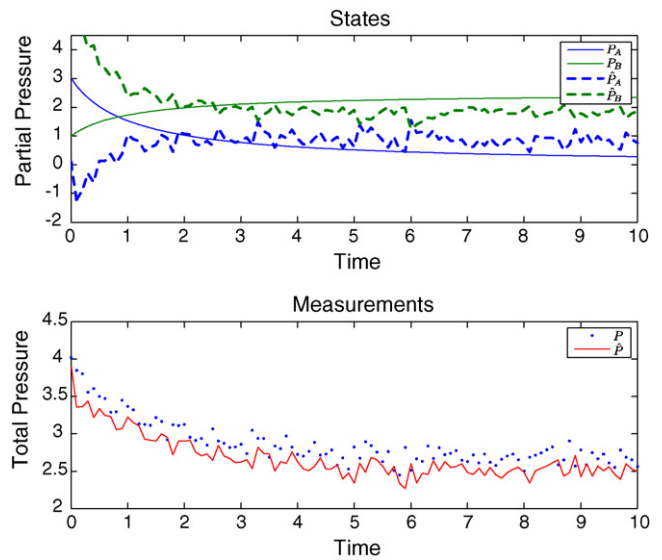 States
Partial Pressure
4
3
2
1
0
-1
-2
P_A
P_B
P̂_A
P̂_B
0 1 2 3 4 5 6 7 8 9 10
Time
Measurements
Total Pressure
4.5
4
3.5
3
2.5
2
P
P̂
0 1 2 3 4 5 6 7 8 9 10
Time